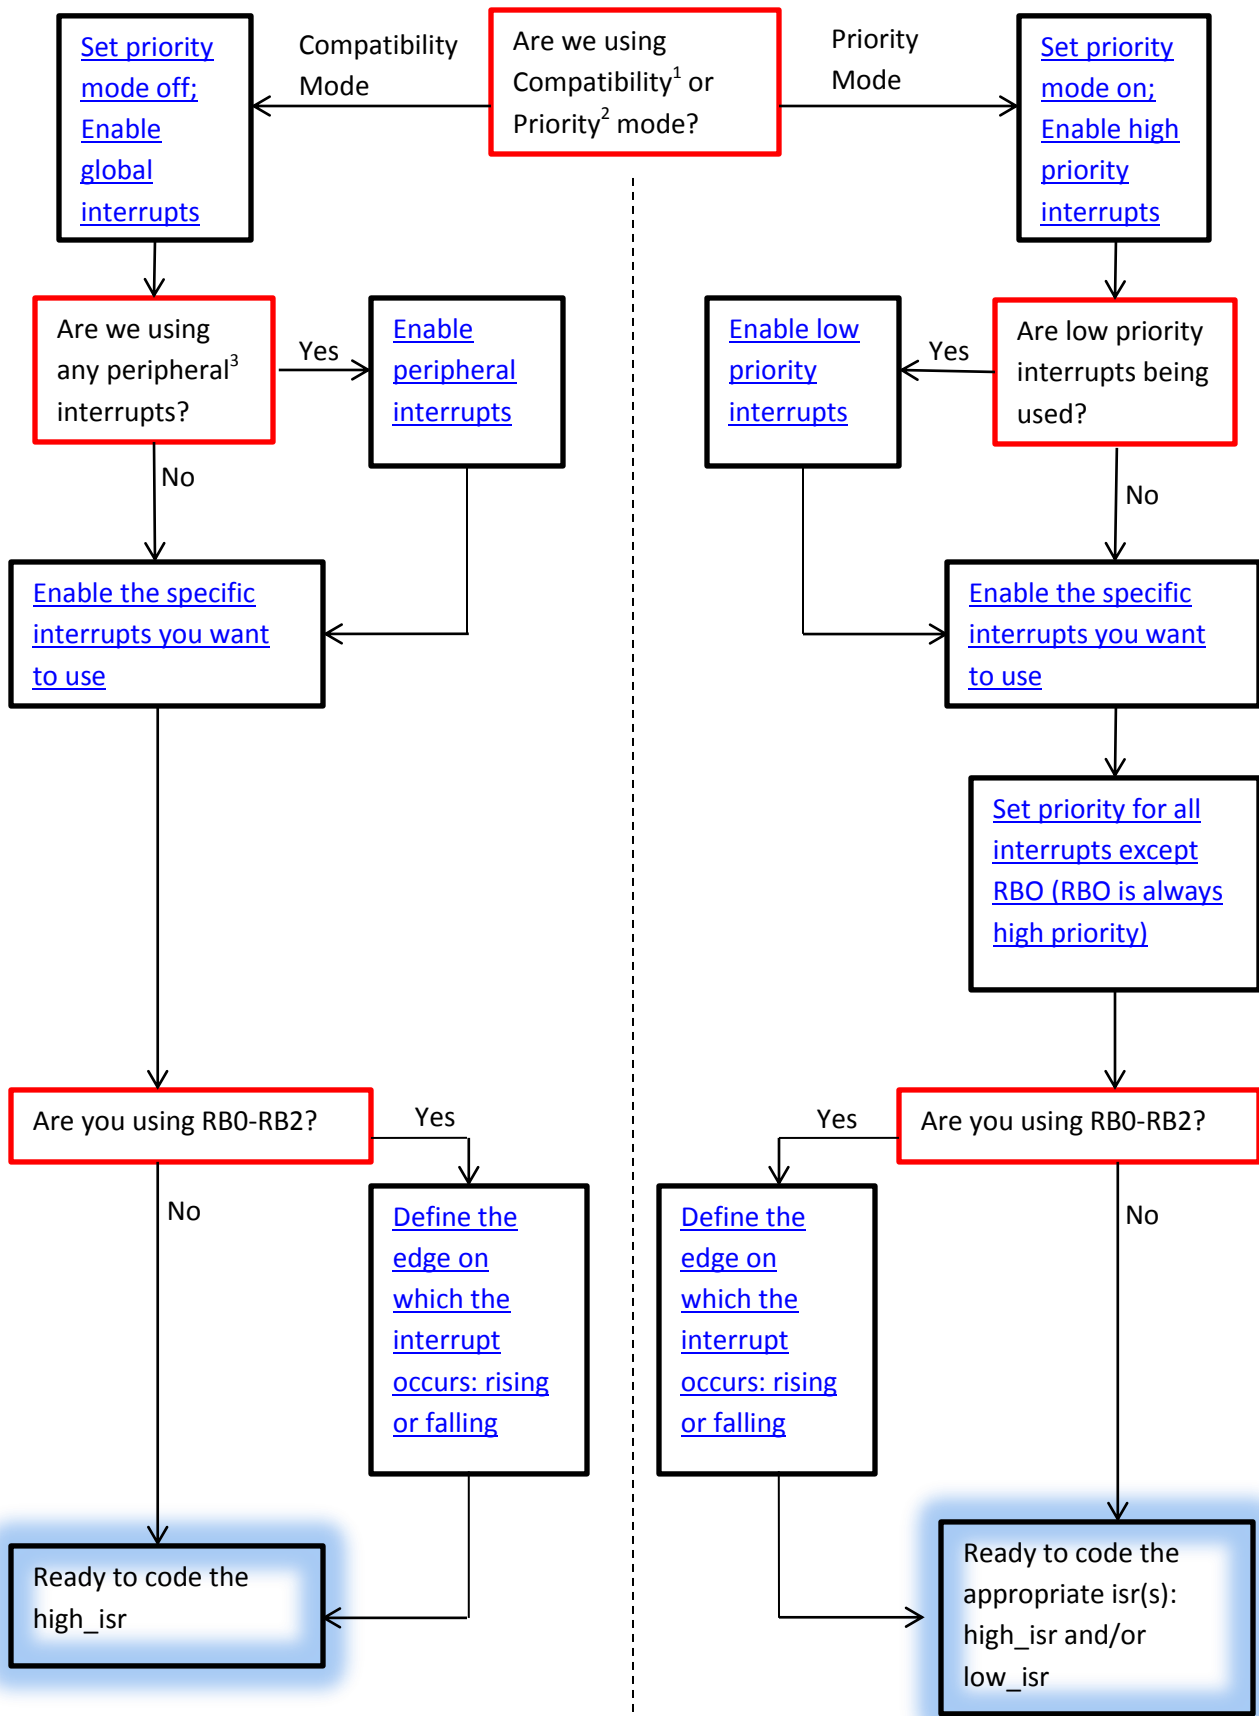 Set priority
mode off;
Enable
global
interrupts
Compatibility
Mode
Are we using
Compatibility¹ or
Priority² mode?
Priority
Mode
Set priority
mode on;
Enable high
priority
interrupts
Are we using
any peripheral³
interrupts?
Yes
Enable
peripheral
interrupts
No
Enable low
priority
interrupts
Yes
Are low priority
interrupts being
used?
No
Enable the specific
interrupts you want
to use
Enable the specific
interrupts you want
to use
Set priority for all
interrupts except
RBO (RBO is always
high priority)
Are you using RB0-RB2?
Yes
No
Define the
edge on
which the
interrupt
occurs: rising
or falling
Yes
Are you using RB0-RB2?
No
Define the
edge on
which the
interrupt
occurs: rising
or falling
Ready to code the
high_isr
Ready to code the
appropriate isr(s):
high_isr and/or
low_isr